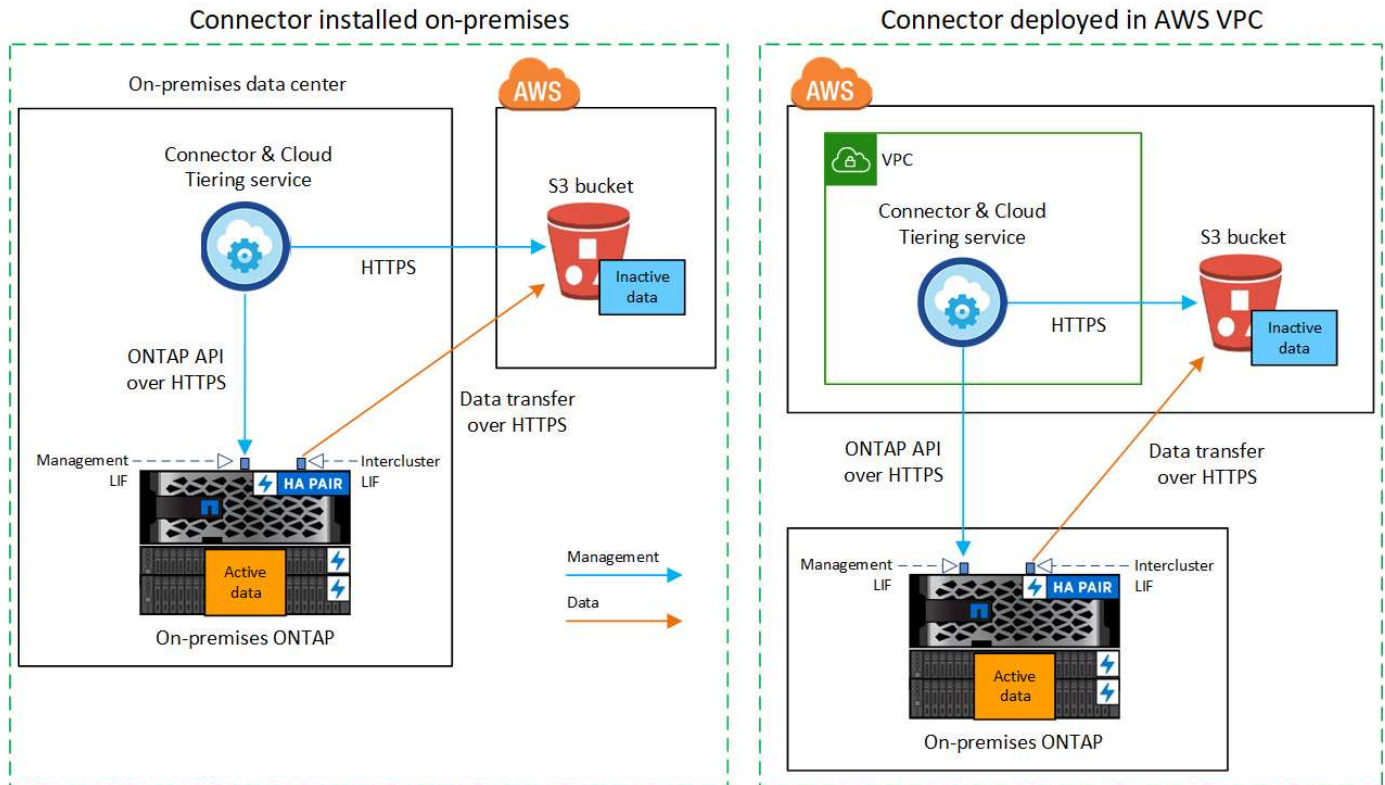 Connector installed on-premises
On-premises data center
AWS
Connector & Cloud
Tiering service
S3 bucket
HTTPS
Inactive
data
ONTAP API
over HTTPS
Data transfer
over HTTPS
Management
LIF
Intercluster
LIF
HA PAIR
Active
data
On-premises ONTAP
Management
Data
Connector deployed in AWS VPC
AWS
VPC
Connector & Cloud
Tiering service
S3 bucket
HTTPS
Inactive
data
ONTAP API
over HTTPS
Data transfer
over HTTPS
Management
LIF
Intercluster
LIF
HA PAIR
Active
data
On-premises ONTAP